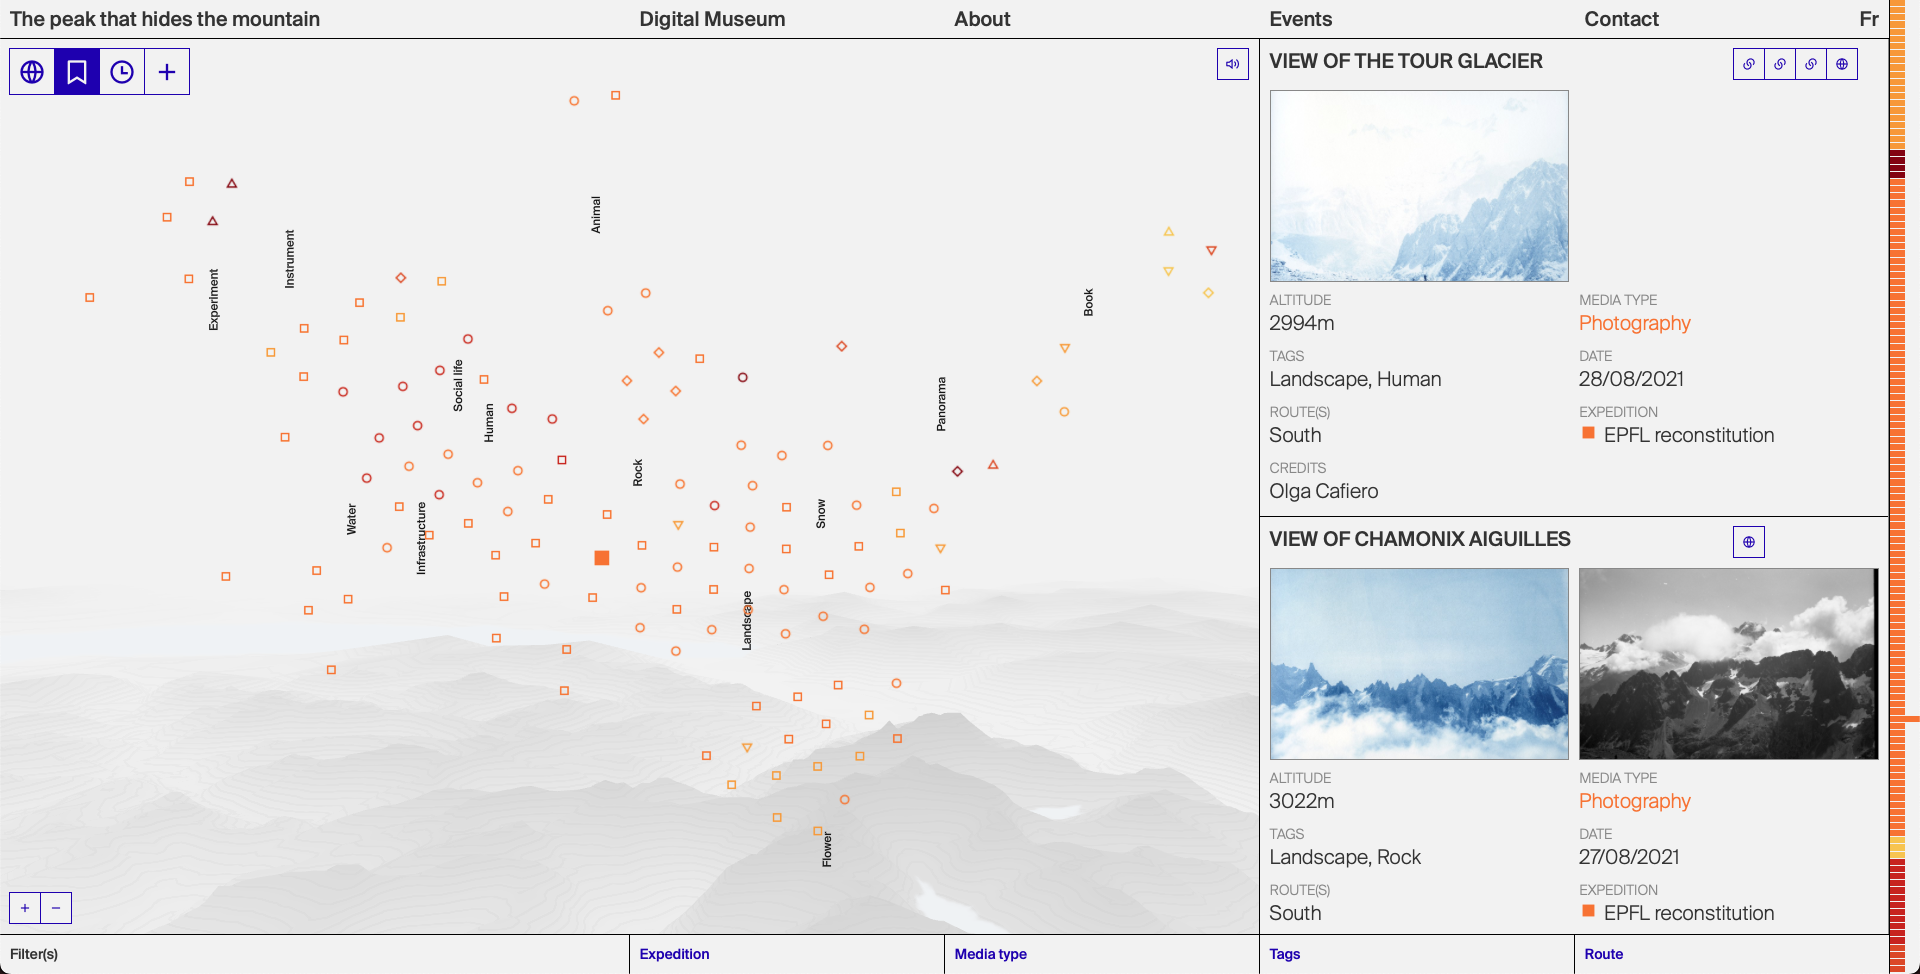 The peak that hides the mountain
Digital Museum
About
Events
Contact
Fr
Animal
Instrument
Experiment
Book
Social life
Human
Panorama
Rock
Water
Infrastructure
Snow
Landscape
Flower
VIEW OF THE TOUR GLACIER
ALTITUDE
2994m
MEDIA TYPE
Photography
TAGS
Landscape, Human
DATE
28/08/2021
ROUTE(S)
South
EXPEDITION
EPFL reconstitution
CREDITS
Olga Cafiero
VIEW OF CHAMONIX AIGUILLES
ALTITUDE
3022m
MEDIA TYPE
Photography
TAGS
Landscape, Rock
DATE
27/08/2021
ROUTE(S)
South
EXPEDITION
EPFL reconstitution
Filter(s)
Expedition
Media type
Tags
Route